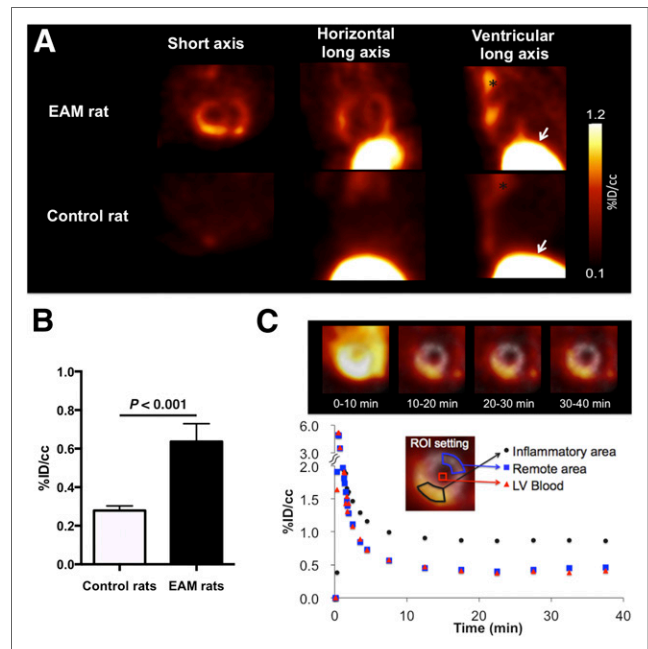 A
Short axis
Horizontal
long axis
Ventricular
long axis
EAM rat
*
Control rat
*
1.2
%ID/cc
0.1
B
P < 0.001
%ID/cc
1.0
0.8
0.6
0.4
0.2
0.0
Control rats
EAM rats
C
0-10 min
10-20 min
20-30 min
30-40 min
ROI setting
Inflammatory area
Remote area
LV Blood
%ID/cc
6.0
3.0
2.0
1.5
1.0
0.5
0
0
10
20
30
40
Time (min)